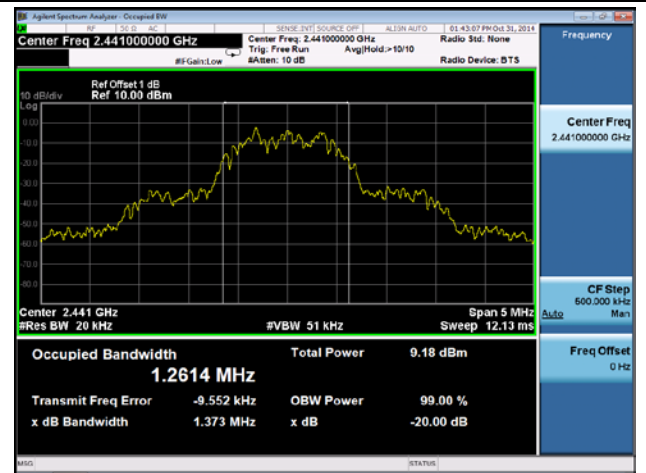 Agilent Spectrum Analyzer - Occupied BW
RF 50 Ω AC SENSE:INT SOURCE OFF ALIGN AUTO 01:43:07 PM Oct 31, 2014
Center Freq 2.441000000 GHz
Center Freq: 2.441000000 GHz
Radio Std: None
Trig: Free Run Avg|Hold:>10/10
#IFGain:Low #Atten: 10 dB Radio Device: BTS
Frequency
Ref Offset 1 dB
10 dB/div Ref 10.00 dBm
Log
0.00
-10.0
-20.0
-30.0
-40.0
-50.0
-60.0
-70.0
-80.0
Center Freq
2.441000000 GHz
Center 2.441 GHz Span 5 MHz
#Res BW 20 kHz #VBW 51 kHz Sweep 12.13 ms
CF Step
500.000 kHz
Auto Man
Occupied Bandwidth Total Power 9.18 dBm
1.2614 MHz
Transmit Freq Error -9.552 kHz OBW Power 99.00 %
x dB Bandwidth 1.373 MHz x dB -20.00 dB
Freq Offset
0 Hz
MSG STATUS